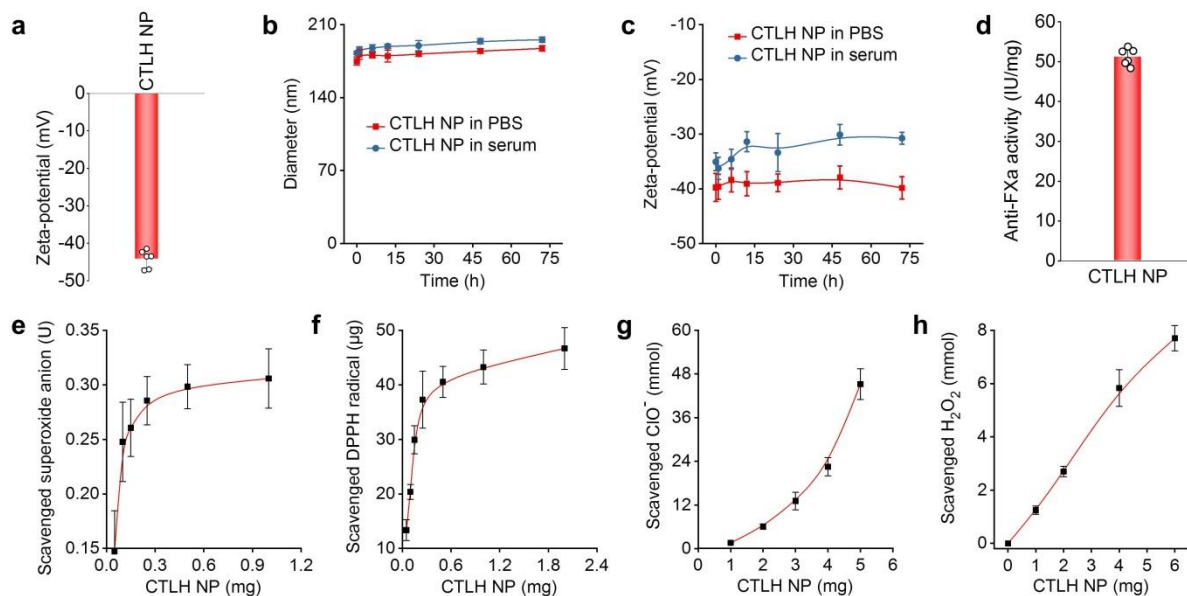 a
CTLH NP
0
-10
-20
-30
-40
-50
Zeta-potential (mV)
b
210
180
150
120
90
0
Diameter (nm)
CTLH NP in PBS
CTLH NP in serum
0 15 30 45 60 75
Time (h)
c
-10
-20
-30
-40
-50
Zeta-potential (mV)
CTLH NP in PBS
CTLH NP in serum
0 15 30 45 60 75
Time (h)
d
60
50
40
30
20
10
0
Anti-FXa activity (IU/mg)
CTLH NP
e
0.35
0.30
0.25
0.20
0.15
Scavenged superoxide anion (U)
0.0 0.3 0.6 0.9 1.2
CTLH NP (mg)
f
50
40
30
20
10
Scavenged DPPH radical (μg)
0.0 0.6 1.2 1.8 2.4
CTLH NP (mg)
g
60
48
36
24
12
0
Scavenged ClO⁻ (mmol)
0 1 2 3 4 5 6
CTLH NP (mg)
h
8
6
4
2
0
Scavenged H₂O₂ (mmol)
0 1 2 3 4 5 6
CTLH NP (mg)